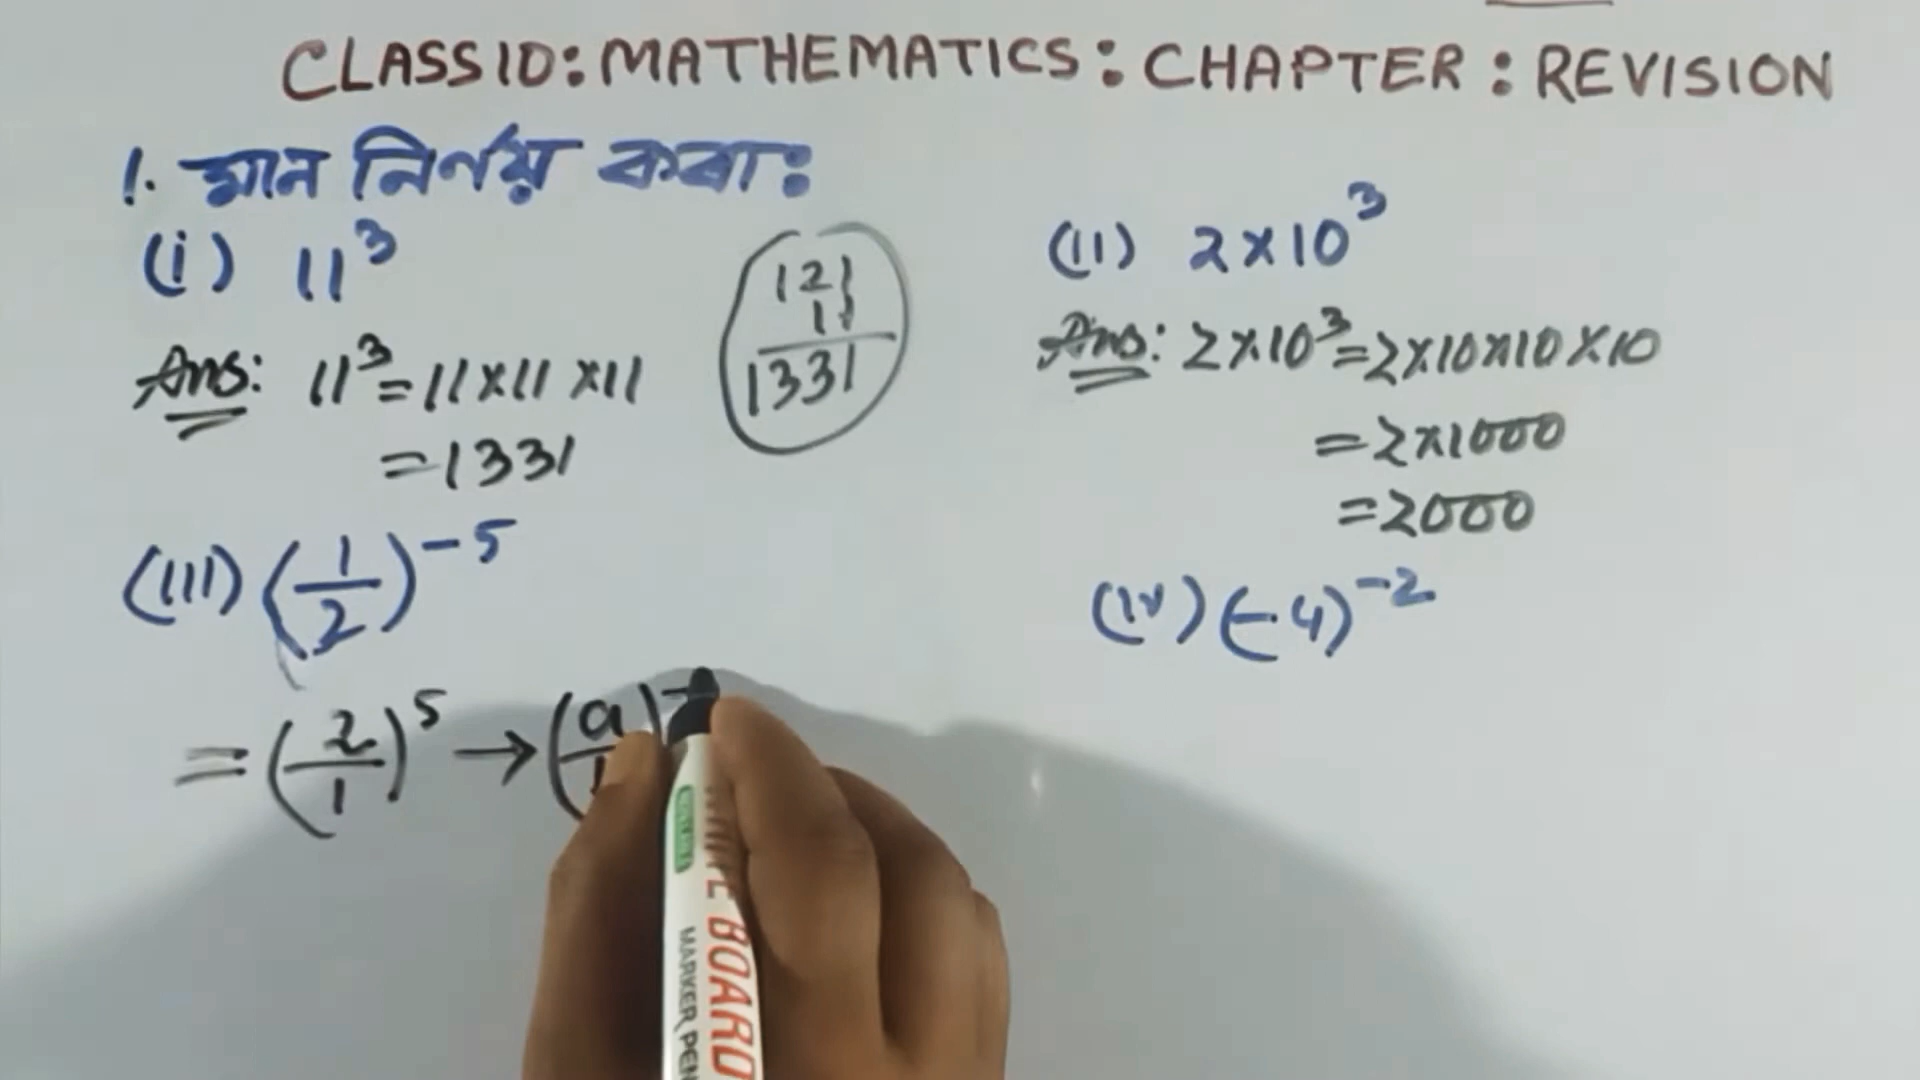 CLASS 10: MATHEMATICS: CHAPTER: REVISION
1. মান নির্ণয় কৰা:
(i) 11³
Ans: 11³=11×11×11
=1331
121
11
1331
(II) 2×10³
Ans: 2×10³=2×10×10×10
=2×1000
=2000
(III) (1/2)⁻⁵
=(2/1)⁵→(a
(iv) (-4)⁻²
WHITE BOARD
MARKER PEN